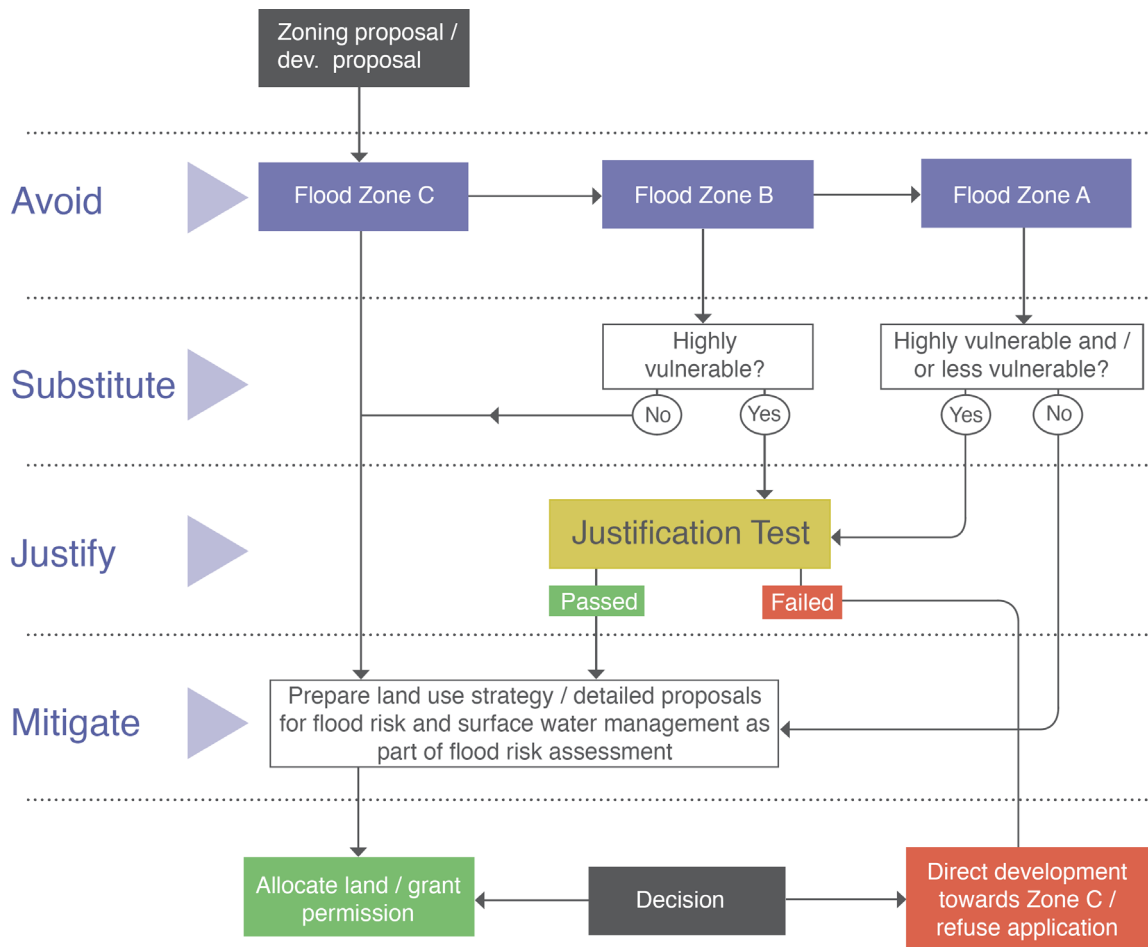 Zoning proposal /
dev. proposal
Avoid
Flood Zone C
Flood Zone B
Flood Zone A
Substitute
Highly
vulnerable?
Highly vulnerable and /
or less vulnerable?
No
Yes
Yes
No
Justify
Justification Test
Passed
Failed
Mitigate
Prepare land use strategy / detailed proposals
for flood risk and surface water management as
part of flood risk assessment
Allocate land / grant
permission
Decision
Direct development
towards Zone C /
refuse application